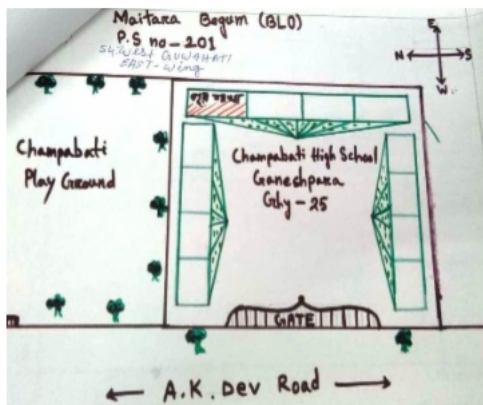 Maitara Begum (BLO)
P.S no - 201
54 WEST GUWAHATI
EAST - Wing
E
N
S
W
Champabati
Play Ground
Champabati High School
Ganeshpara
Ghy - 25
GATE
A.K. Dev Road